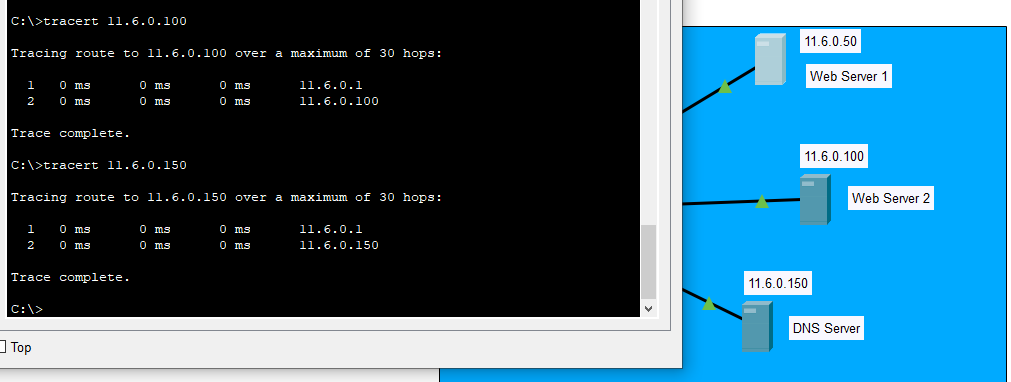 C:\>tracert 11.6.0.100
Tracing route to 11.6.0.100 over a maximum of 30 hops:
1 0 ms 0 ms 0 ms 11.6.0.1
2 0 ms 0 ms 0 ms 11.6.0.100
Trace complete.
C:\>tracert 11.6.0.150
Tracing route to 11.6.0.150 over a maximum of 30 hops:
1 0 ms 0 ms 0 ms 11.6.0.1
2 0 ms 0 ms 0 ms 11.6.0.150
Trace complete.
C:\>
Top
11.6.0.50
Web Server 1
11.6.0.100
Web Server 2
11.6.0.150
DNS Server